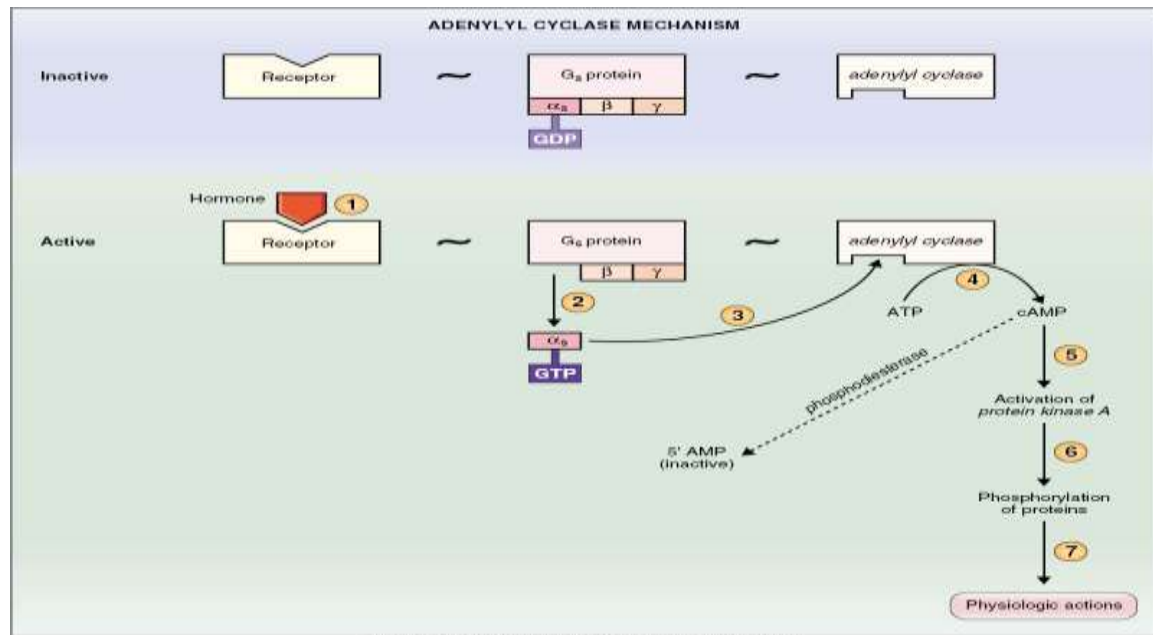 ADENYLYL CYCLASE MECHANISM
Inactive
Receptor
~
Gs protein
αs
β
γ
GDP
~
adenylyl cyclase
Hormone
1
Active
Receptor
~
Gs protein
β
γ
~
adenylyl cyclase
2
3
4
αs
GTP
ATP
cAMP
phosphodiesterase
5
5' AMP
(inactive)
Activation of
protein kinase A
6
Phosphorylation
of proteins
7
Physiologic actions